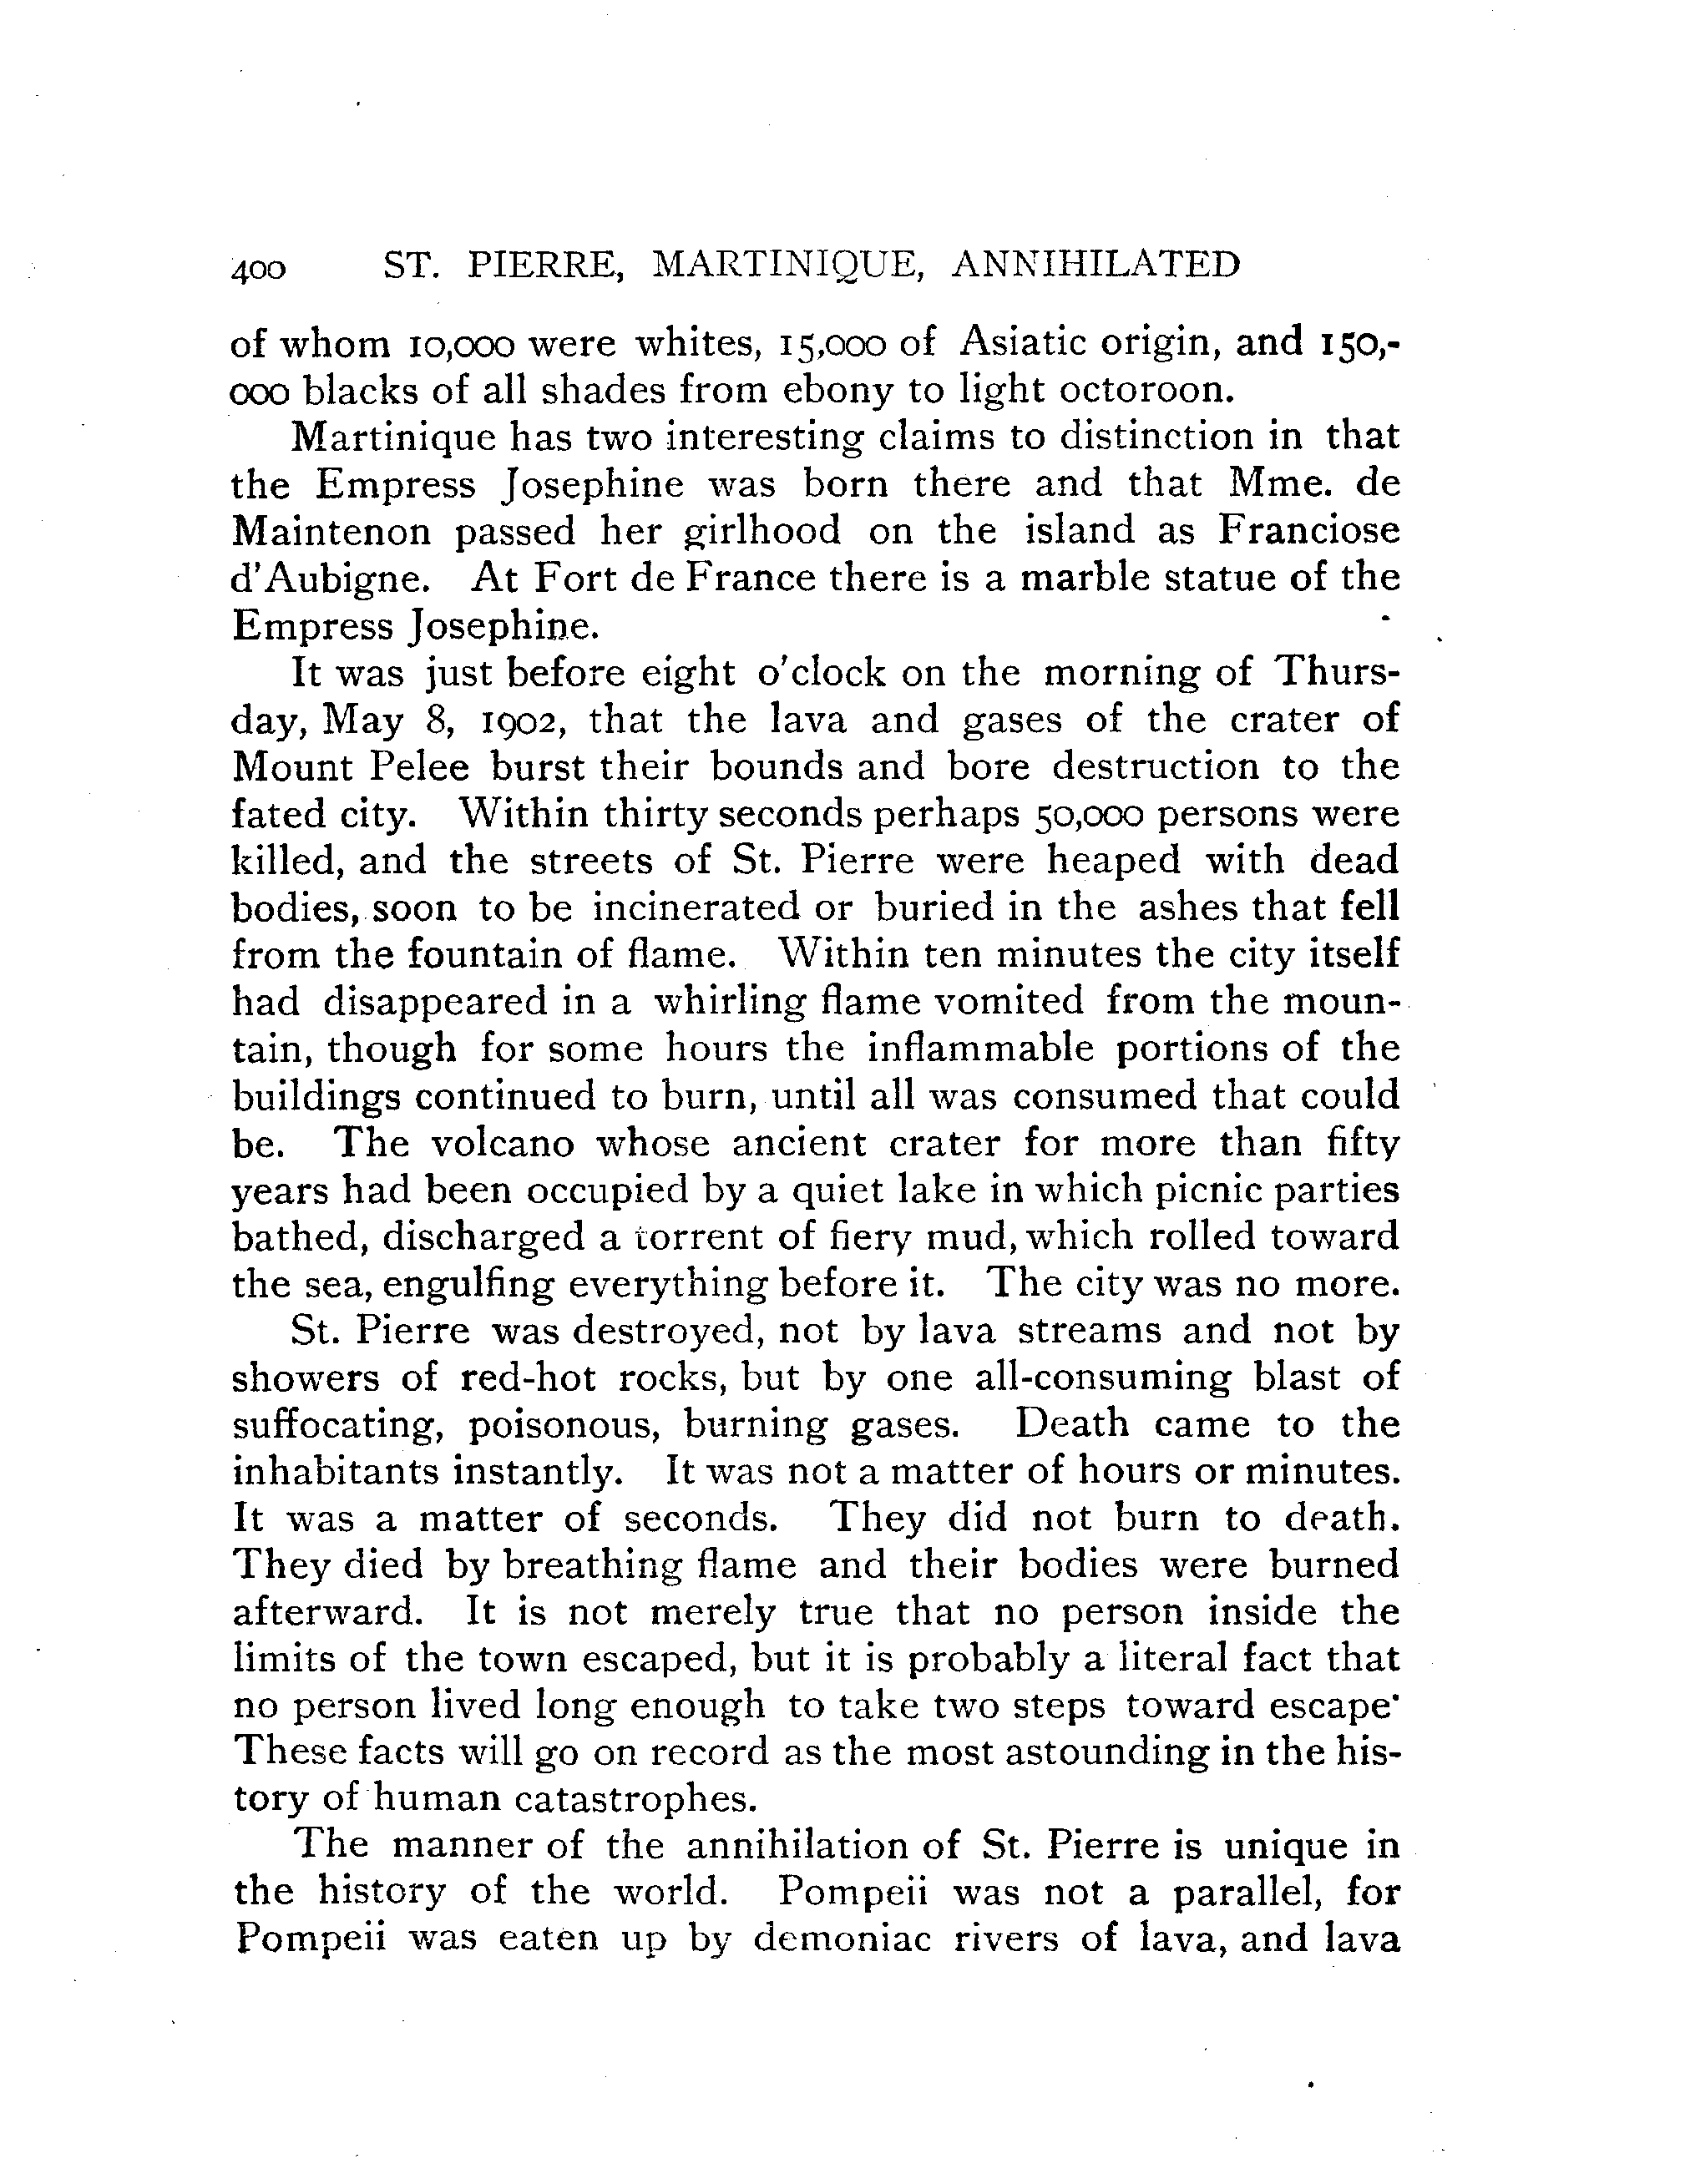 400 ST. PIERRE, MARTINIQUE, ANNIHILATED
of whom 10,000 were whites, 15,000 of Asiatic origin, and 150,-
000 blacks of all shades from ebony to light octoroon.
Martinique has two interesting claims to distinction in that
the Empress Josephine was born there and that Mme. de
Maintenon passed her girlhood on the island as Franciose
d'Aubigne. At Fort de France there is a marble statue of the
Empress Josephine.
It was just before eight o'clock on the morning of Thurs-
day, May 8, 1902, that the lava and gases of the crater of
Mount Pelee burst their bounds and bore destruction to the
fated city. Within thirty seconds perhaps 50,000 persons were
killed, and the streets of St. Pierre were heaped with dead
bodies, soon to be incinerated or buried in the ashes that fell
from the fountain of flame. Within ten minutes the city itself
had disappeared in a whirling flame vomited from the moun-
tain, though for some hours the inflammable portions of the
buildings continued to burn, until all was consumed that could
be. The volcano whose ancient crater for more than fifty
years had been occupied by a quiet lake in which picnic parties
bathed, discharged a torrent of fiery mud, which rolled toward
the sea, engulfing everything before it. The city was no more.
St. Pierre was destroyed, not by lava streams and not by
showers of red-hot rocks, but by one all-consuming blast of
suffocating, poisonous, burning gases. Death came to the
inhabitants instantly. It was not a matter of hours or minutes.
It was a matter of seconds. They did not burn to death.
They died by breathing flame and their bodies were burned
afterward. It is not merely true that no person inside the
limits of the town escaped, but it is probably a literal fact that
no person lived long enough to take two steps toward escape·
These facts will go on record as the most astounding in the his-
tory of human catastrophes.
The manner of the annihilation of St. Pierre is unique in
the history of the world. Pompeii was not a parallel, for
Pompeii was eaten up by demoniac rivers of lava, and lava